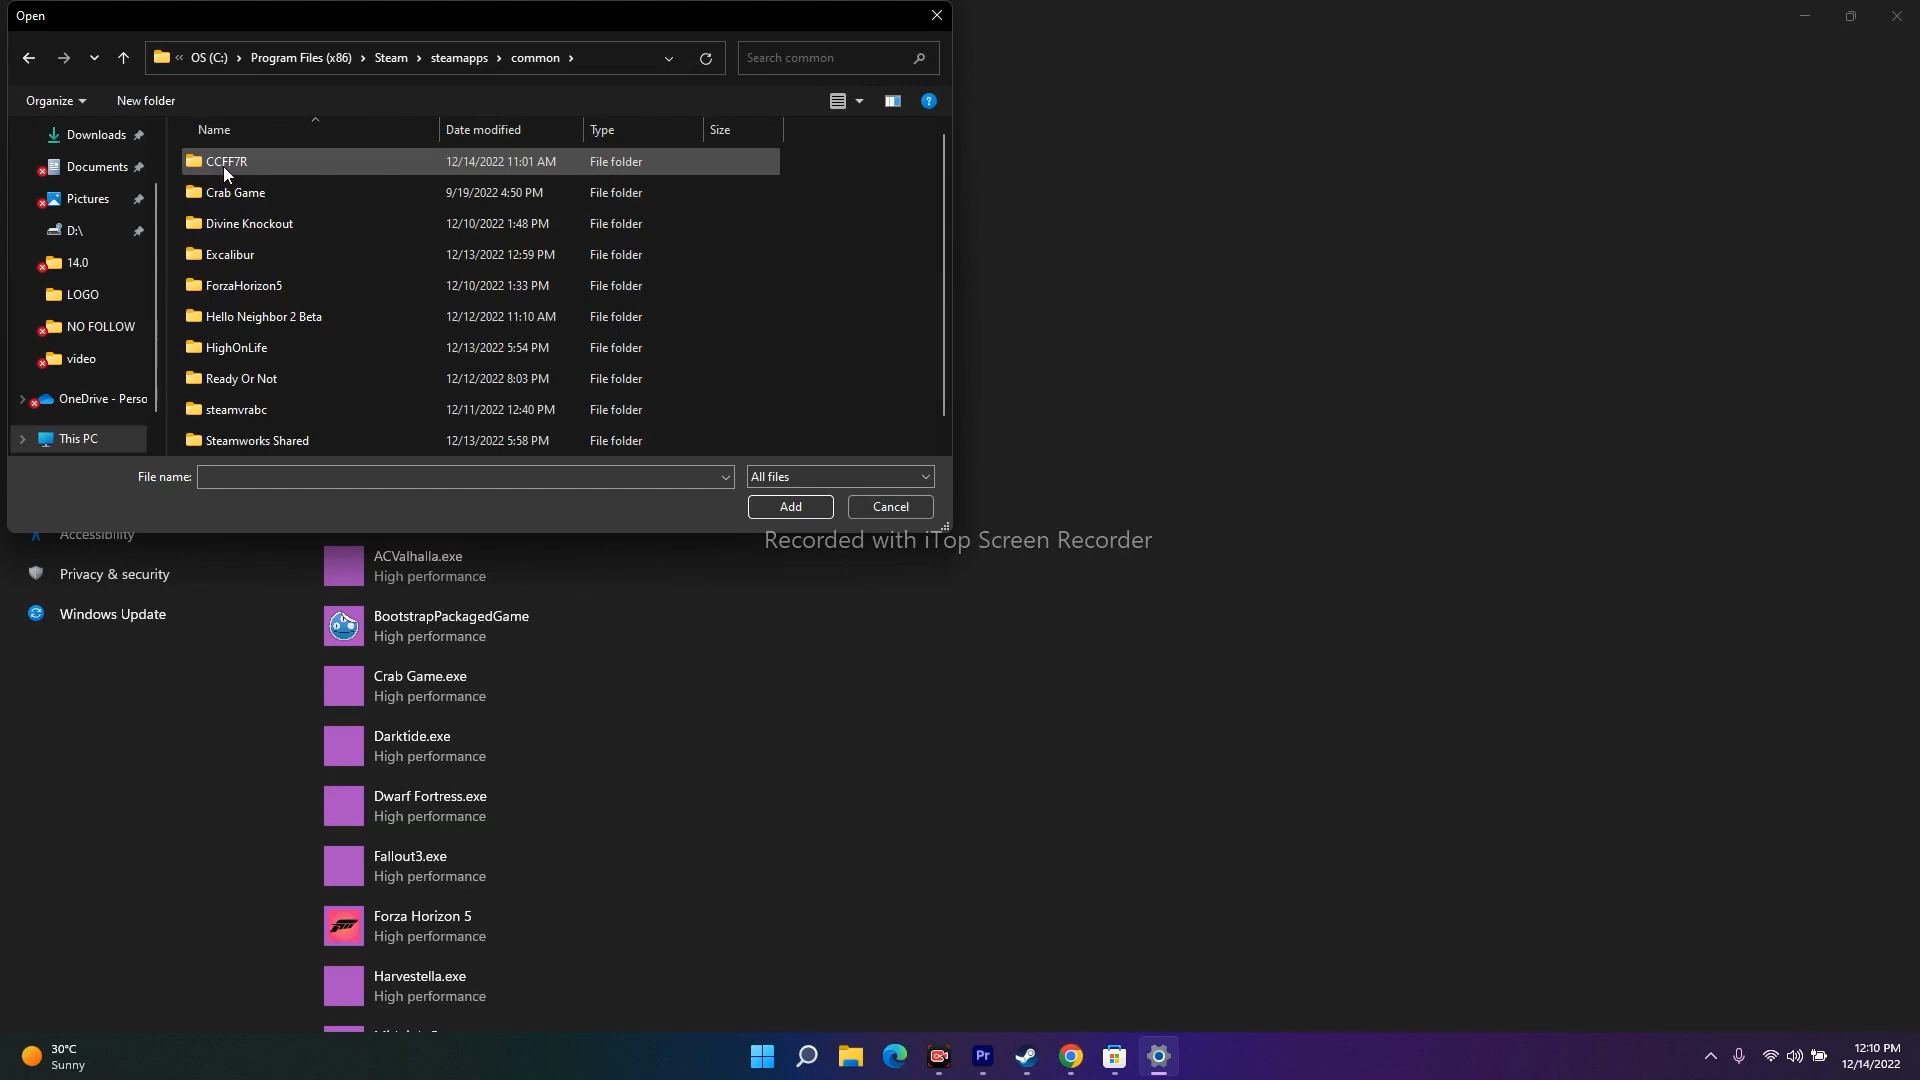 Open
OS (C:) Program Files (x86) Steam steamapps common
Search common
Organize New folder
Name Date modified Type Size
Downloads
Documents
Pictures
D:\
14.0
LOGO
NO FOLLOW
video
OneDrive - Perso
This PC
CCFF7R 12/14/2022 11:01 AM File folder
Crab Game 9/19/2022 4:50 PM File folder
Divine Knockout 12/10/2022 1:48 PM File folder
Excalibur 12/13/2022 12:59 PM File folder
ForzaHorizon5 12/10/2022 1:33 PM File folder
Hello Neighbor 2 Beta 12/12/2022 11:10 AM File folder
HighOnLife 12/13/2022 5:54 PM File folder
Ready Or Not 12/12/2022 8:03 PM File folder
steamvrabc 12/11/2022 12:40 PM File folder
Steamworks Shared 12/13/2022 5:58 PM File folder
File name: All files
Add Cancel
Recorded with iTop Screen Recorder
Accessibility
Privacy & security
Windows Update
ACValhalla.exe
High performance
BootstrapPackagedGame
High performance
Crab Game.exe
High performance
Darktide.exe
High performance
Dwarf Fortress.exe
High performance
Fallout3.exe
High performance
Forza Horizon 5
High performance
Harvestella.exe
High performance
30°C
Sunny
Pr
12:10 PM
12/14/2022